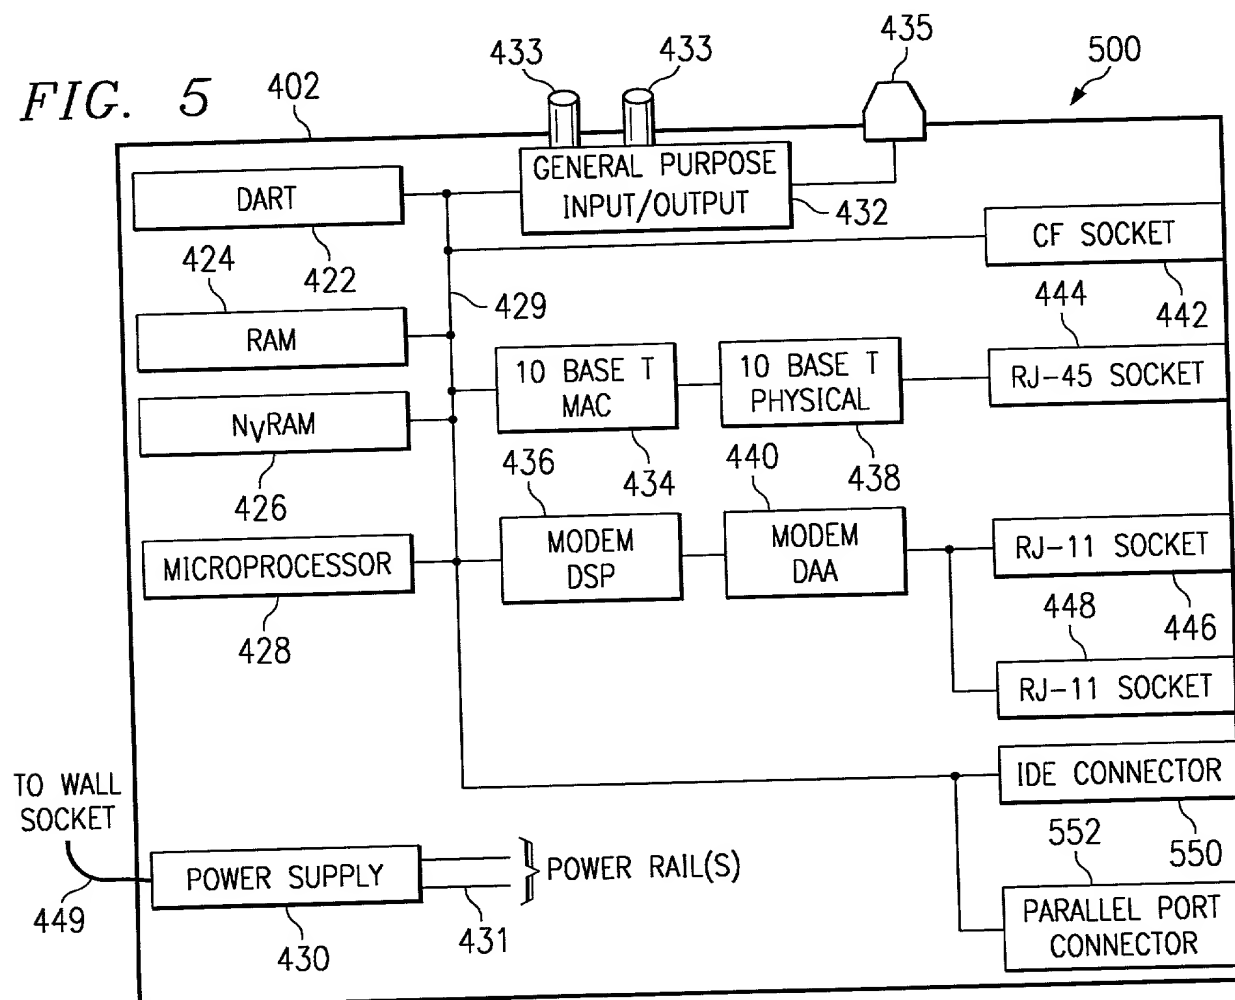 FIG. 5
402
433
433
435
500
DART
422
GENERAL PURPOSE
INPUT/OUTPUT
432
CF SOCKET
442
424
RAM
429
444
RJ-45 SOCKET
10 BASE T
MAC
434
10 BASE T
PHYSICAL
438
NVRAM
426
436
MODEM
DSP
440
MODEM
DAA
RJ-11 SOCKET
446
MICROPROCESSOR
428
448
RJ-11 SOCKET
TO WALL
SOCKET
449
IDE CONNECTOR
550
POWER SUPPLY
430
431
POWER RAIL(S)
552
PARALLEL PORT
CONNECTOR